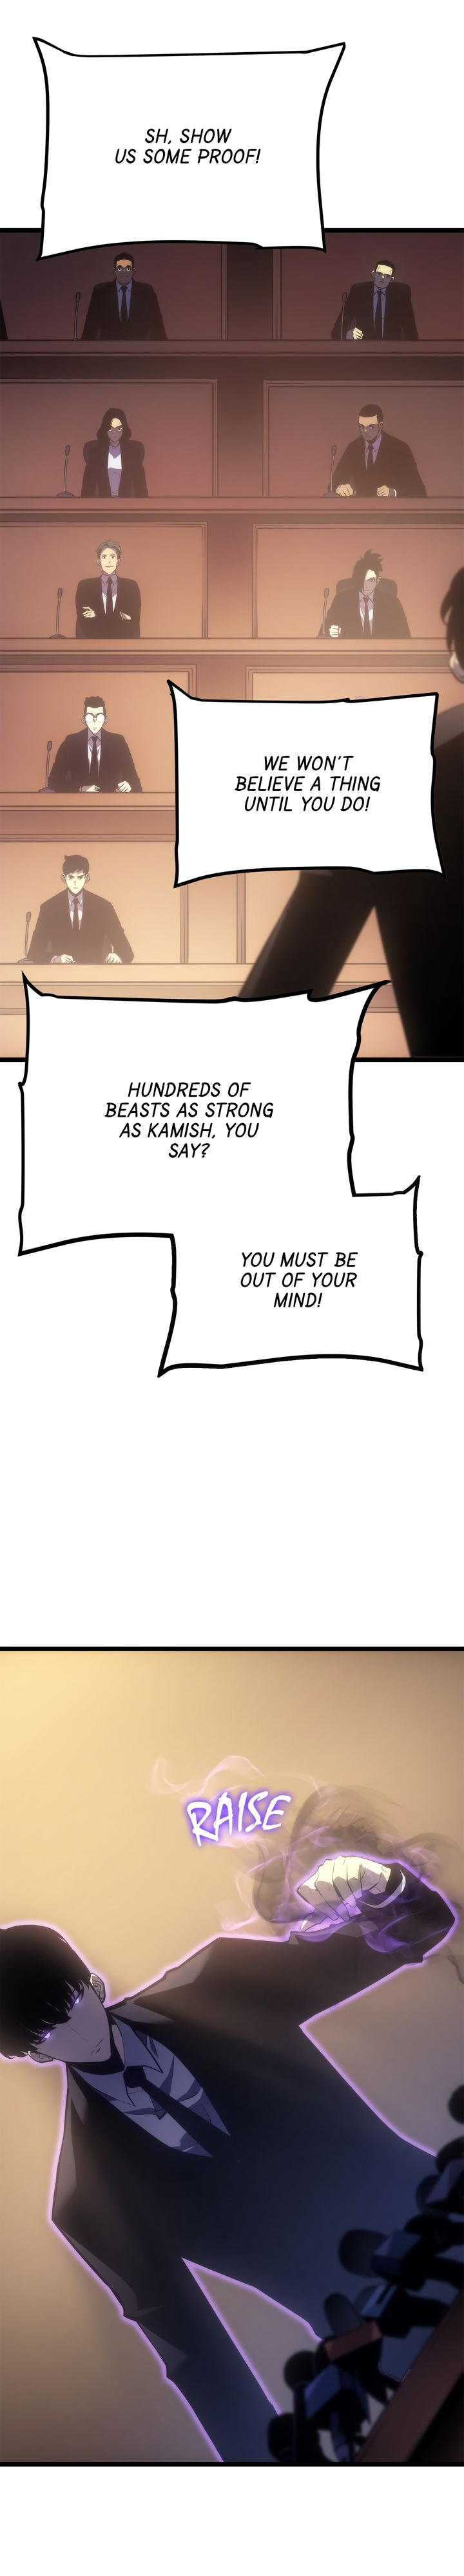 SH, SHOW
US SOME PROOF!
WE WON'T
BELIEVE A THING
UNTIL YOU DO!
HUNDREDS OF
BEASTS AS STRONG
AS KAMISH, YOU
SAY?
YOU MUST BE
OUT OF YOUR
MIND!
RAISE